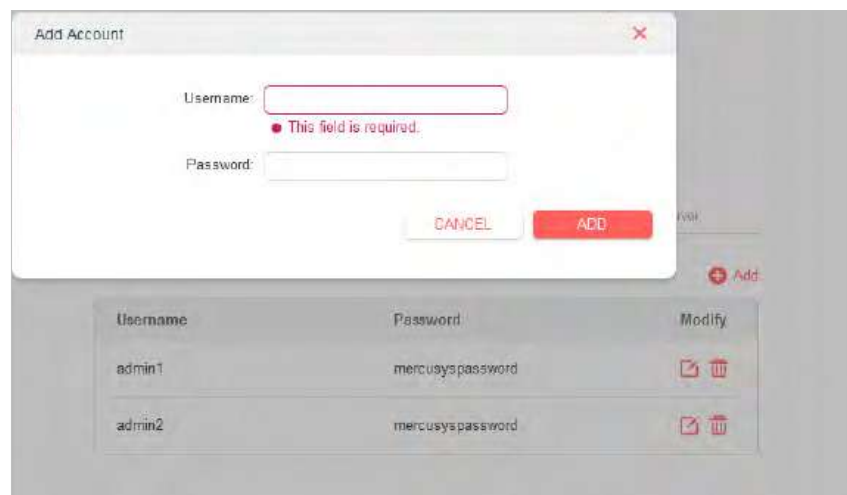 Add Account
Username:
This field is required.
Password:
CANCEL ADD
Add
Username Password Modify
admin1 mercusyspassword
admin2 mercusyspassword